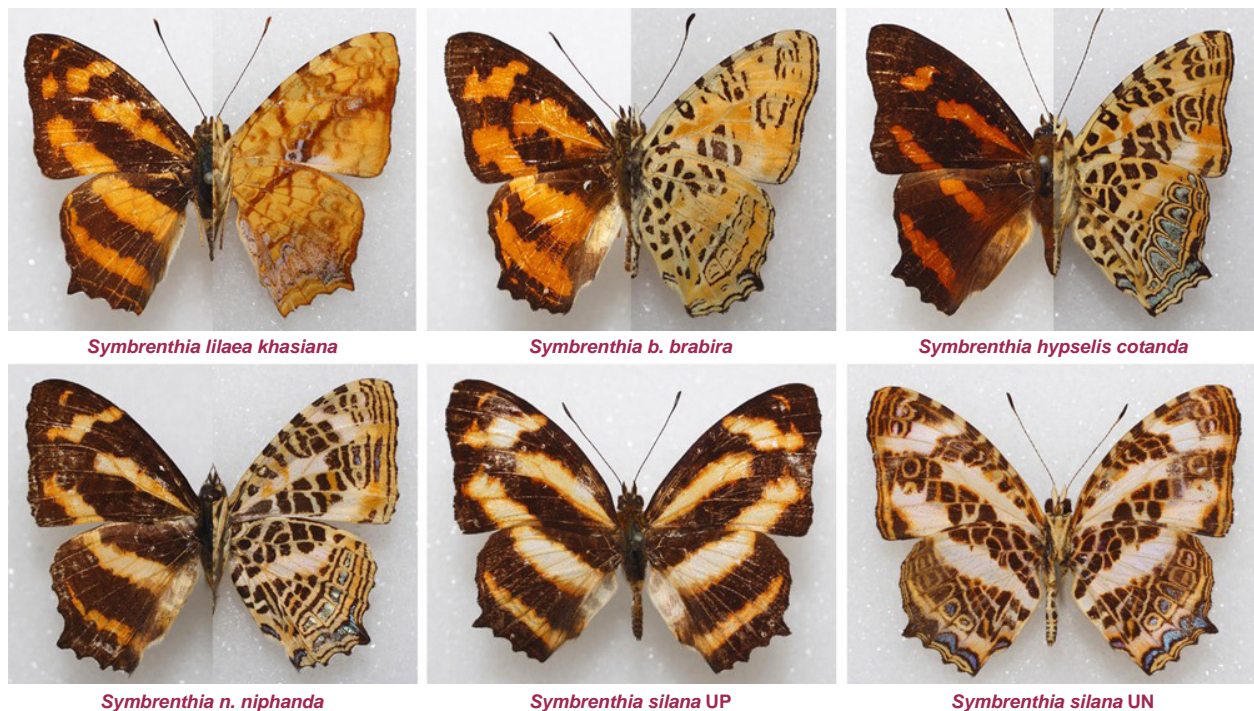 Symbrenthia lilaea khasiana
Symbrenthia b. brabira
Symbrenthia hypselis cotanda
Symbrenthia n. niphanda
Symbrenthia silana UP
Symbrenthia silana UN